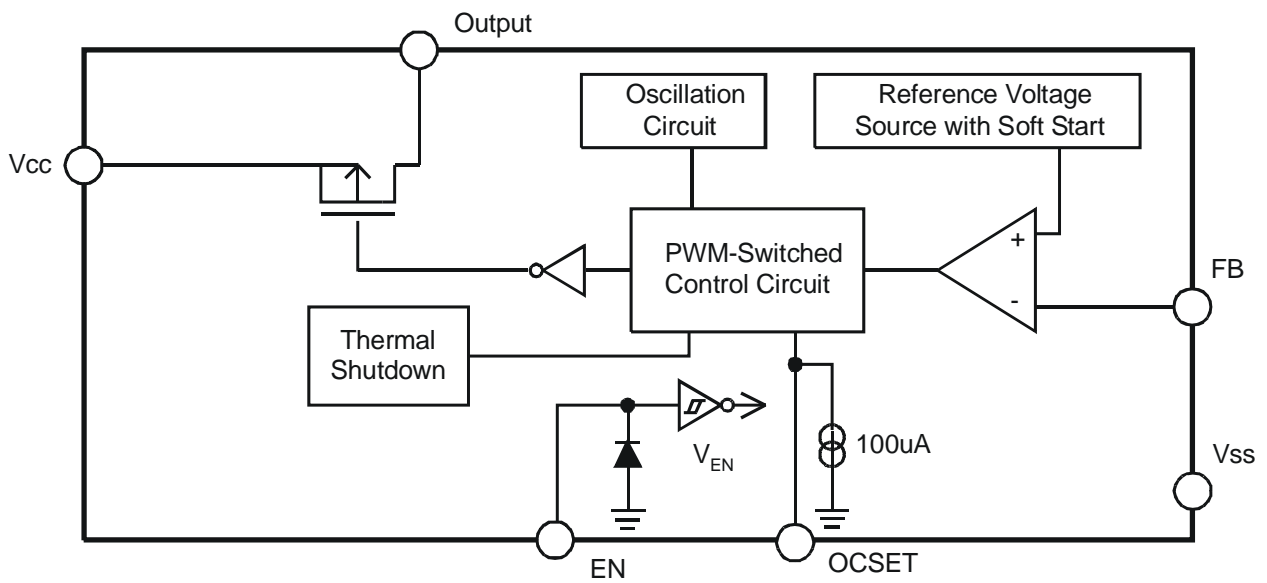 Output
Oscillation
Circuit
Reference Voltage
Source with Soft Start
Vcc
+
PWM-Switched
Control Circuit
FB
-
Thermal
Shutdown
VEN
100uA
Vss
EN
OCSET